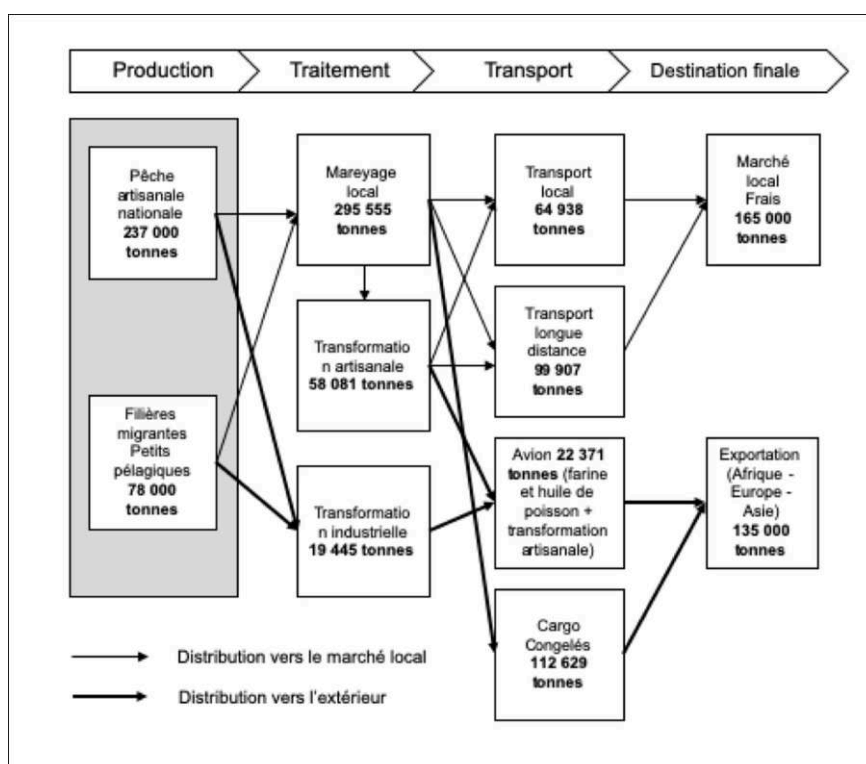 Production
Traitement
Transport
Destination finale
Pêche
artisanale
nationale
237 000
tonnes
Filières
migrantes
Petits
pélagiques
78 000
tonnes
Mareyage
local
295 555
tonnes
Transformatio
n artisanale
58 081 tonnes
Transformatio
n industrielle
19 445 tonnes
Transport
local
64 938
tonnes
Transport
longue
distance
99 907
tonnes
Avion 22 371
tonnes (farine
et huile de
poisson +
transformation
artisanale)
Cargo
Congelés
112 629
tonnes
Marché
local
Frais
165 000
tonnes
Exportation
(Afrique -
Europe -
Asie)
135 000
tonnes
Distribution vers le marché local
Distribution vers l'extérieur